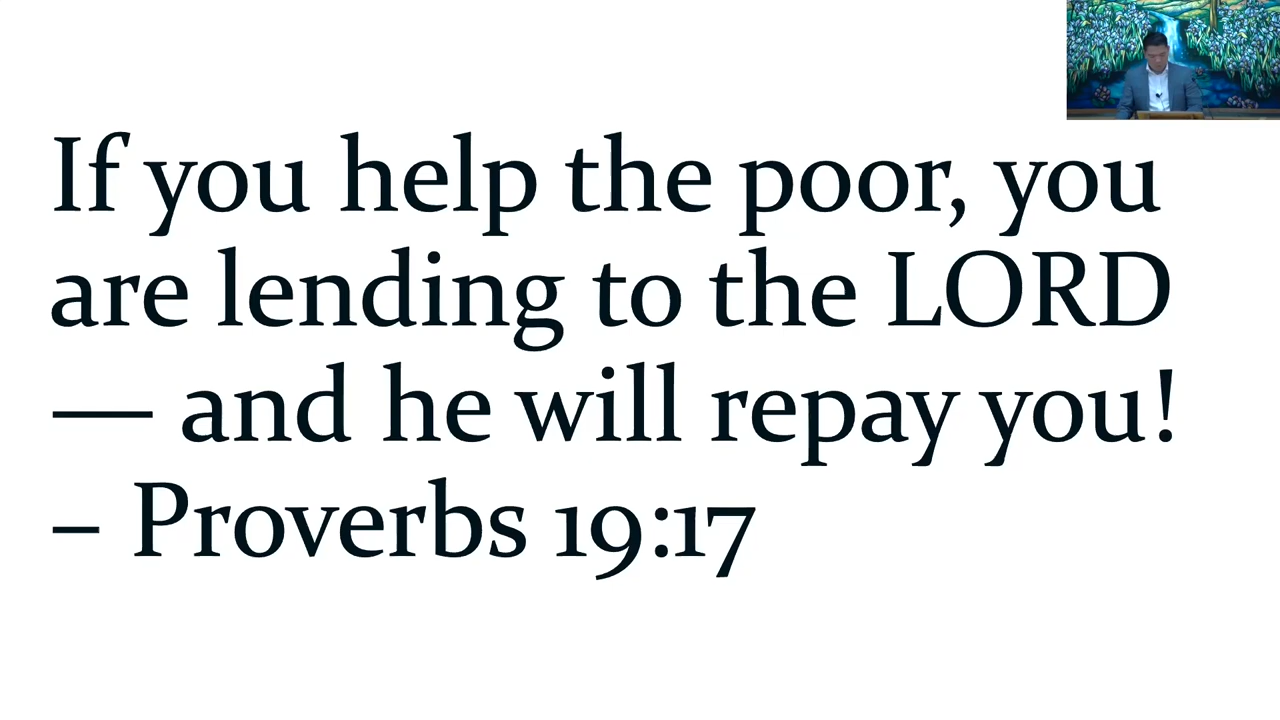 If you help the poor, you
are lending to the LORD
— and he will repay you!
– Proverbs 19:17